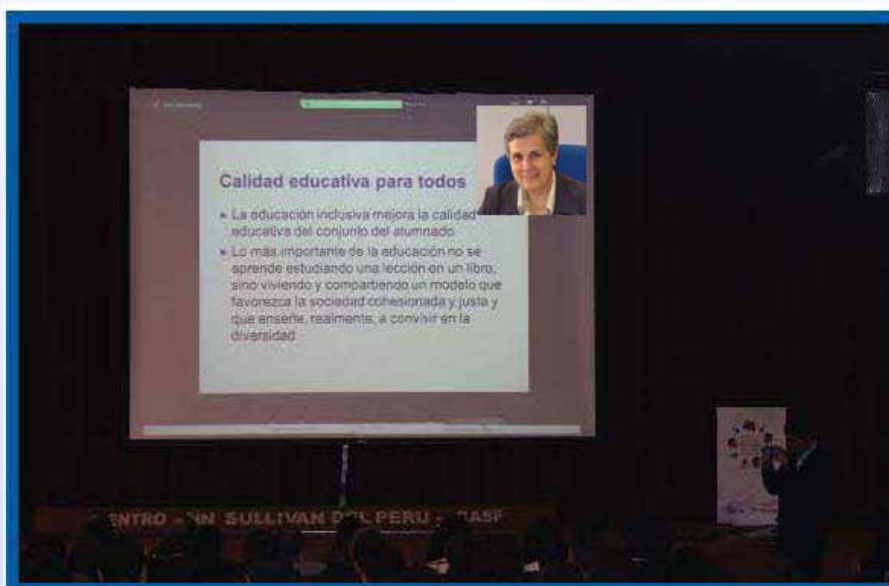 Calidad educativa para todos
La educación inclusiva mejora la calidad
educativa del conjunto del alumnado.
Lo más importante de la educación no se
aprende estudiando una lección en un libro,
sino viviendo y compartiendo un modelo que
favorezca la sociedad cohesionada y justa y
que enseñe, realmente, a convivir en la
diversidad
SULLIVAN DEL PERU